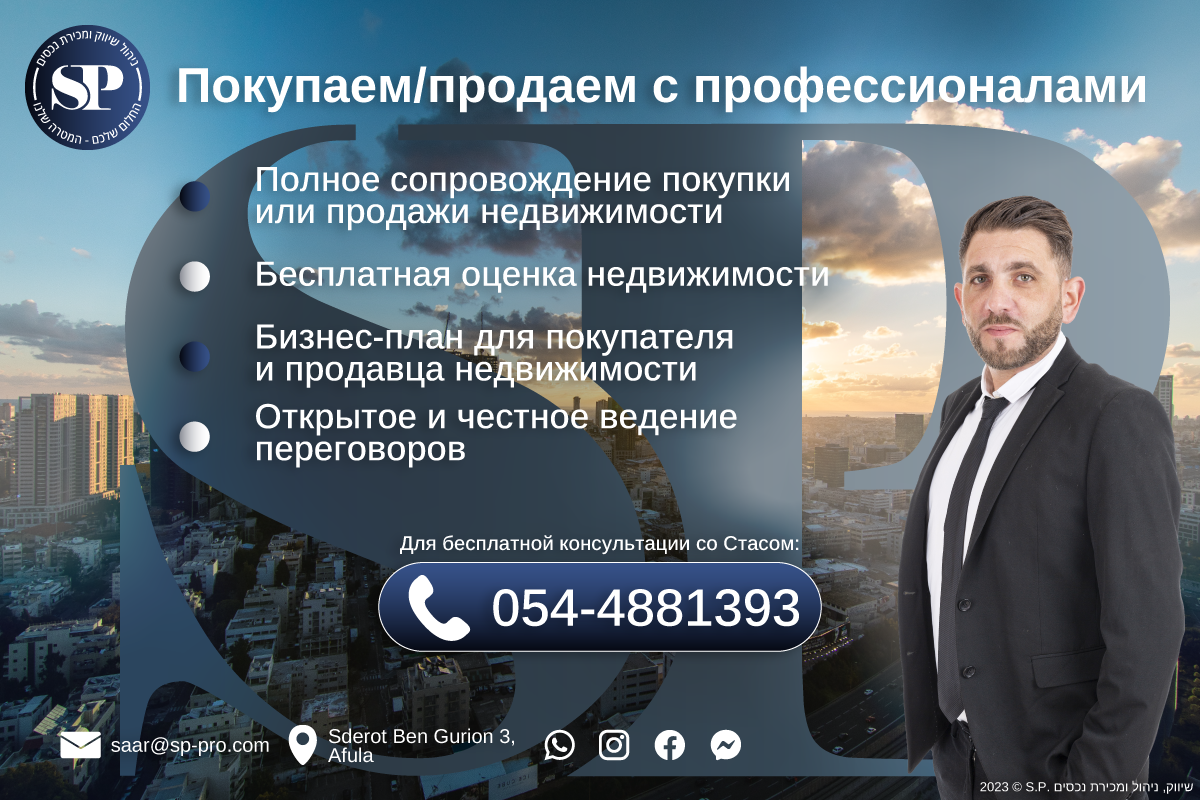 ניהול שיווק ומכירת נכסים
SP
החלום שלכם - המטרה שלנו
Покупаем/продаем с профессионалами
Полное сопровождение покупки
или продажи недвижимости
Бесплатная оценка недвижимости
Бизнес-план для покупателя
и продавца недвижимости
Открытое и честное ведение
переговоров
Для бесплатной консультации со Стасом:
054-4881393
saar@sp-pro.com
Sderot Ben Gurion 3,
Afula
2023 © S.P. שיווק, ניהול ומכירת נכסים